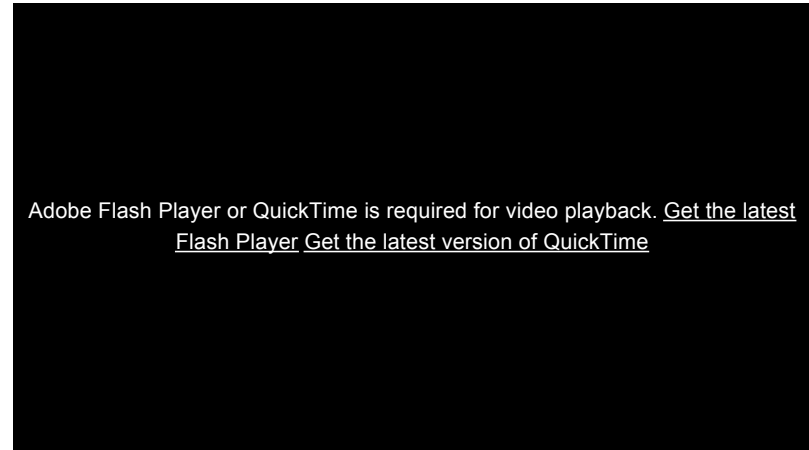 Adobe Flash Player or QuickTime is required for video playback. Get the latest
Flash Player Get the latest version of QuickTime